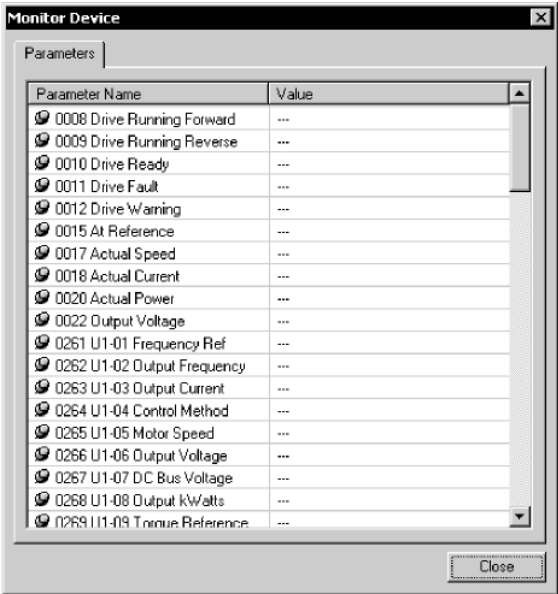 Monitor Device
Parameters
Parameter Name Value
0008 Drive Running Forward ---
0009 Drive Running Reverse ---
0010 Drive Ready ---
0011 Drive Fault ---
0012 Drive Warning ---
0015 At Reference ---
0017 Actual Speed ---
0018 Actual Current ---
0020 Actual Power ---
0022 Output Voltage ---
0261 U1-01 Frequency Ref ---
0262 U1-02 Output Frequency ---
0263 U1-03 Output Current ---
0264 U1-04 Control Method ---
0265 U1-05 Motor Speed ---
0266 U1-06 Output Voltage ---
0267 U1-07 DC Bus Voltage ---
0268 U1-08 Output kWatts ---
0269 U1-09 Torque Reference ---
Close